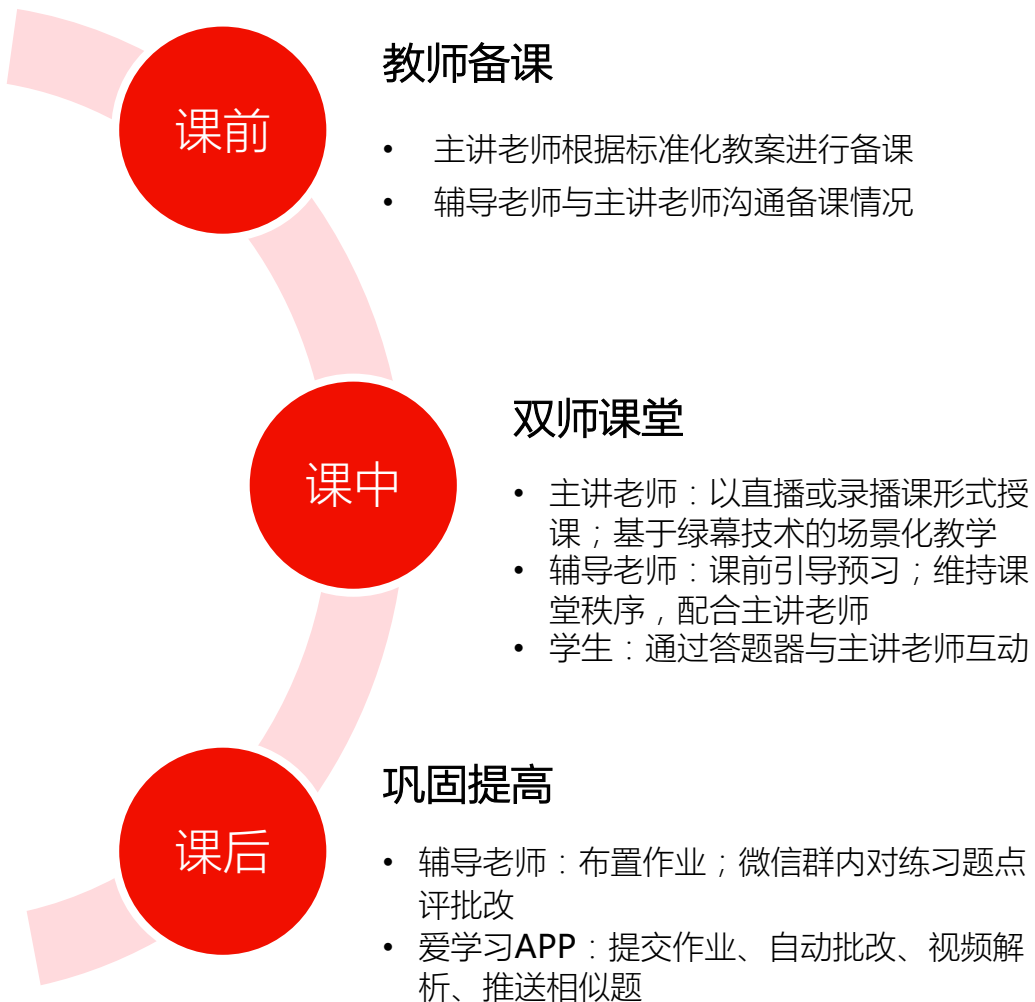 课前
教师备课
• 主讲老师根据标准化教案进行备课
• 辅导老师与主讲老师沟通备课情况
课中
双师课堂
• 主讲老师：以直播或录播课形式授
课；基于绿幕技术的场景化教学
• 辅导老师：课前引导预习；维持课
堂秩序，配合主讲老师
• 学生：通过答题器与主讲老师互动
课后
巩固提高
• 辅导老师：布置作业；微信群内对练习题点
评批改
• 爱学习APP：提交作业、自动批改、视频解
析、推送相似题